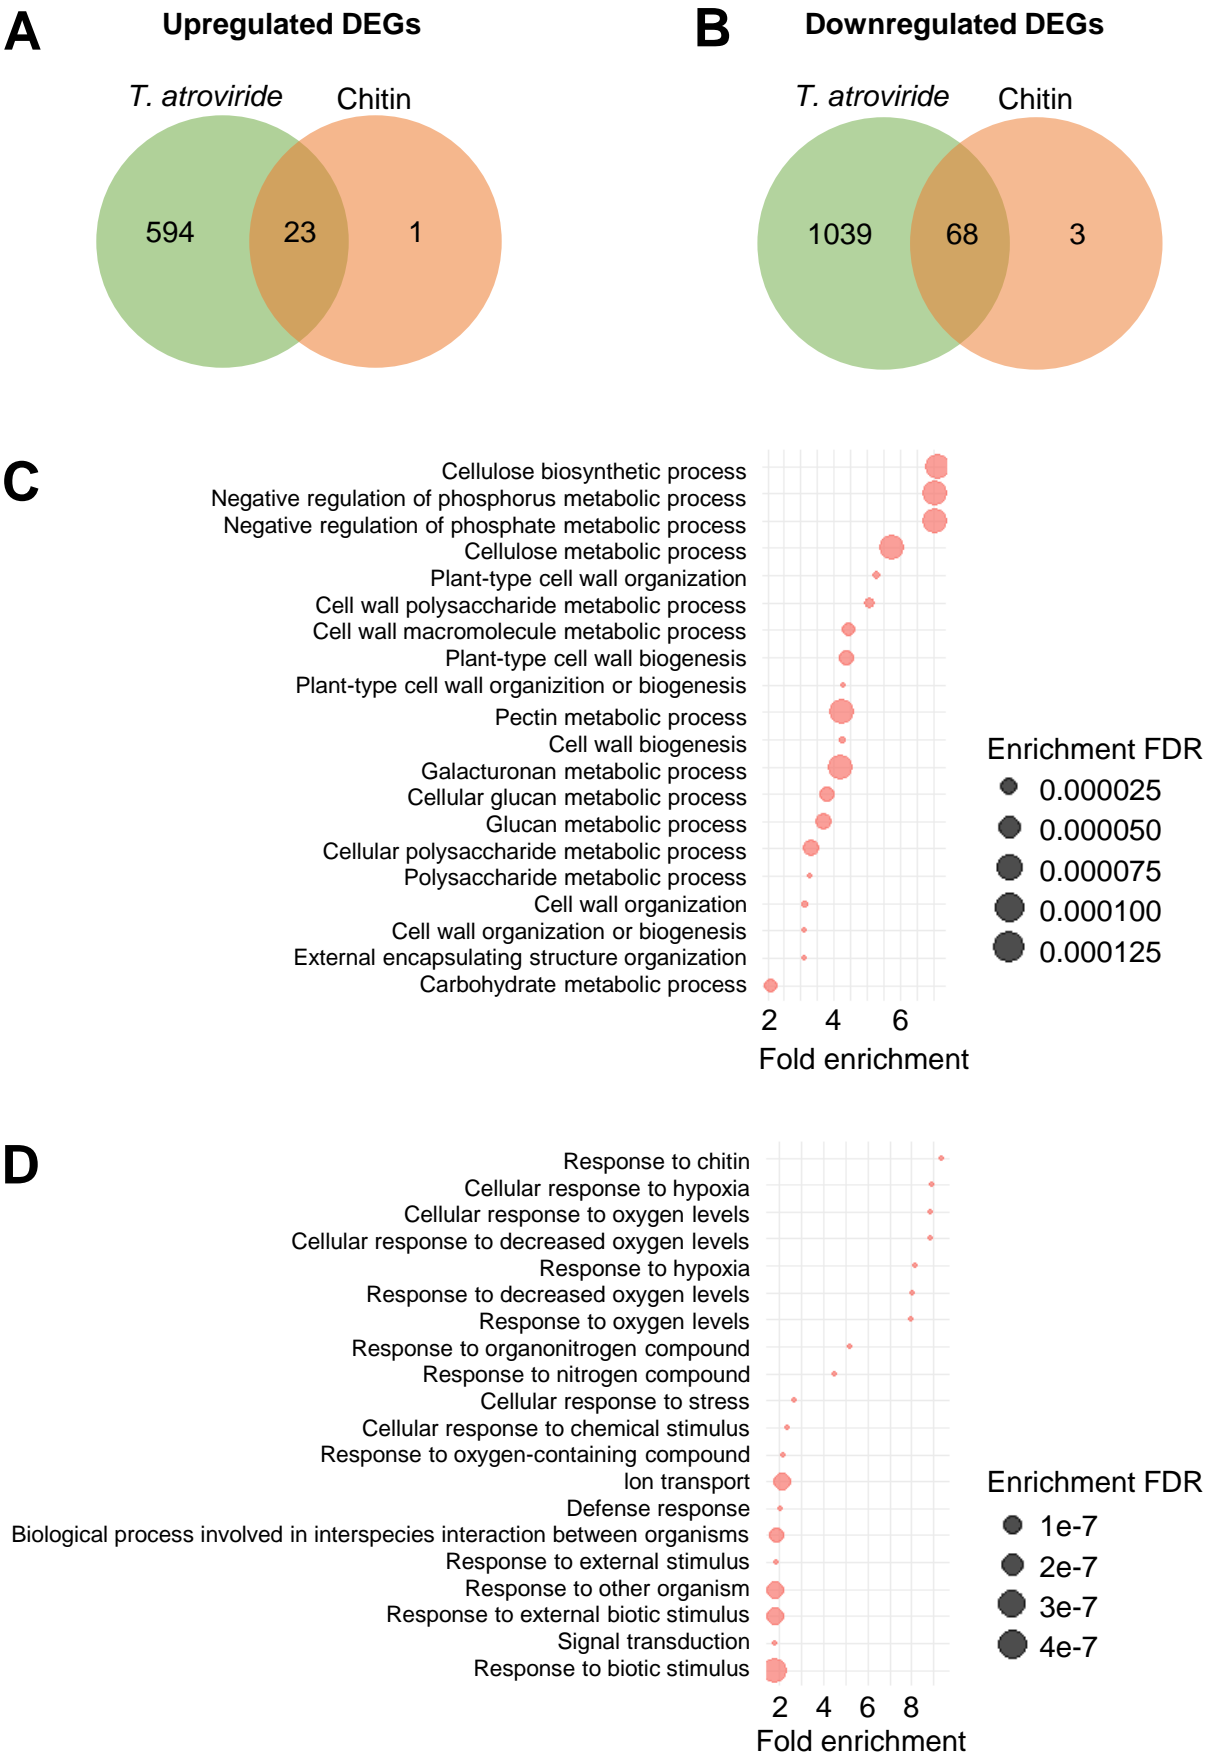 A
Upregulated DEGs
T. atroviride
Chitin
594
23
1
B
Downregulated DEGs
T. atroviride
Chitin
1039
68
3
C
Cellulose biosynthetic process
Negative regulation of phosphorus metabolic process
Negative regulation of phosphate metabolic process
Cellulose metabolic process
Plant-type cell wall organization
Cell wall polysaccharide metabolic process
Cell wall macromolecule metabolic process
Plant-type cell wall biogenesis
Plant-type cell wall organizition or biogenesis
Pectin metabolic process
Cell wall biogenesis
Galacturonan metabolic process
Cellular glucan metabolic process
Glucan metabolic process
Cellular polysaccharide metabolic process
Polysaccharide metabolic process
Cell wall organization
Cell wall organization or biogenesis
External encapsulating structure organization
Carbohydrate metabolic process
2 4 6
Fold enrichment
Enrichment FDR
0.000025
0.000050
0.000075
0.000100
0.000125
D
Response to chitin
Cellular response to hypoxia
Cellular response to oxygen levels
Cellular response to decreased oxygen levels
Response to hypoxia
Response to decreased oxygen levels
Response to oxygen levels
Response to organonitrogen compound
Response to nitrogen compound
Cellular response to stress
Cellular response to chemical stimulus
Response to oxygen-containing compound
Ion transport
Defense response
Biological process involved in interspecies interaction between organisms
Response to external stimulus
Response to other organism
Response to external biotic stimulus
Signal transduction
Response to biotic stimulus
2 4 6 8
Fold enrichment
Enrichment FDR
1e-7
2e-7
3e-7
4e-7